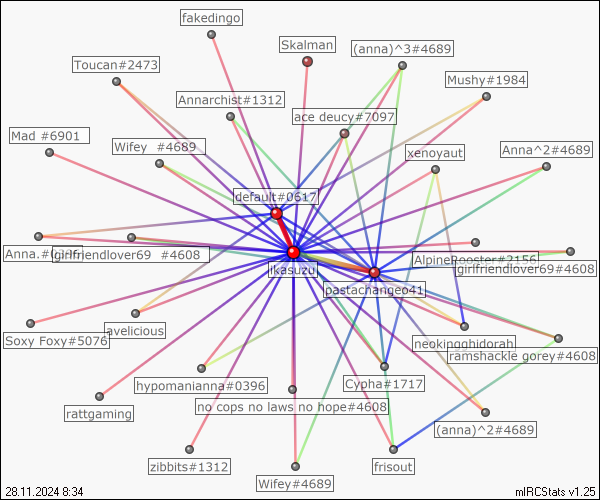 fakedingo
Skalman
(anna)^3#4689
Toucan#2473
Mushy#1984
Annarchist#1312
ace deucy#7097
Mad #6901
Wifey #4689
xenoyaut
Anna^2#4689
default#0617
Anna.#
girlfriendlover69 #4608
ikasuzu
AlpineRooster#2156
girlfriendlover69#4608
pastachangeo41
Soxy Foxy#5076
avelicious
neokingghidorah
ramshackle gorey#4608
hypomanianna#0396
Cypha#1717
rattgaming
no cops no laws no hope#4608
(anna)^2#4689
zibbits#1312
Wifey#4689
frisout
28.11.2024 8:34
mIRCStats v1.25